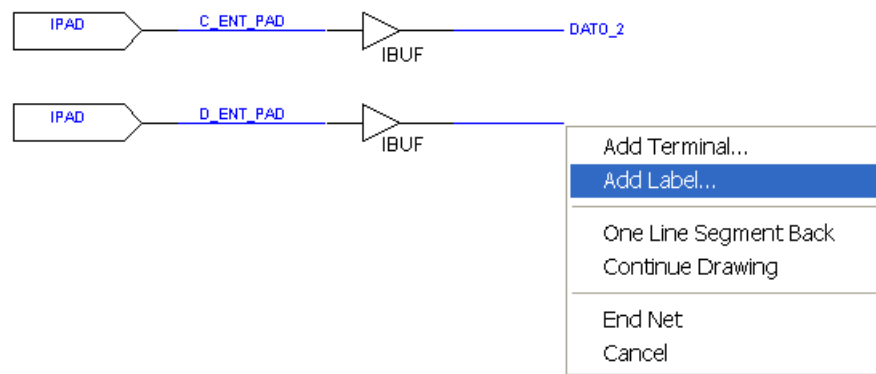 IPAD C_ENT_PAD IBUF DATO_2
IPAD D_ENT_PAD IBUF
Add Terminal...
Add Label...
One Line Segment Back
Continue Drawing
End Net
Cancel